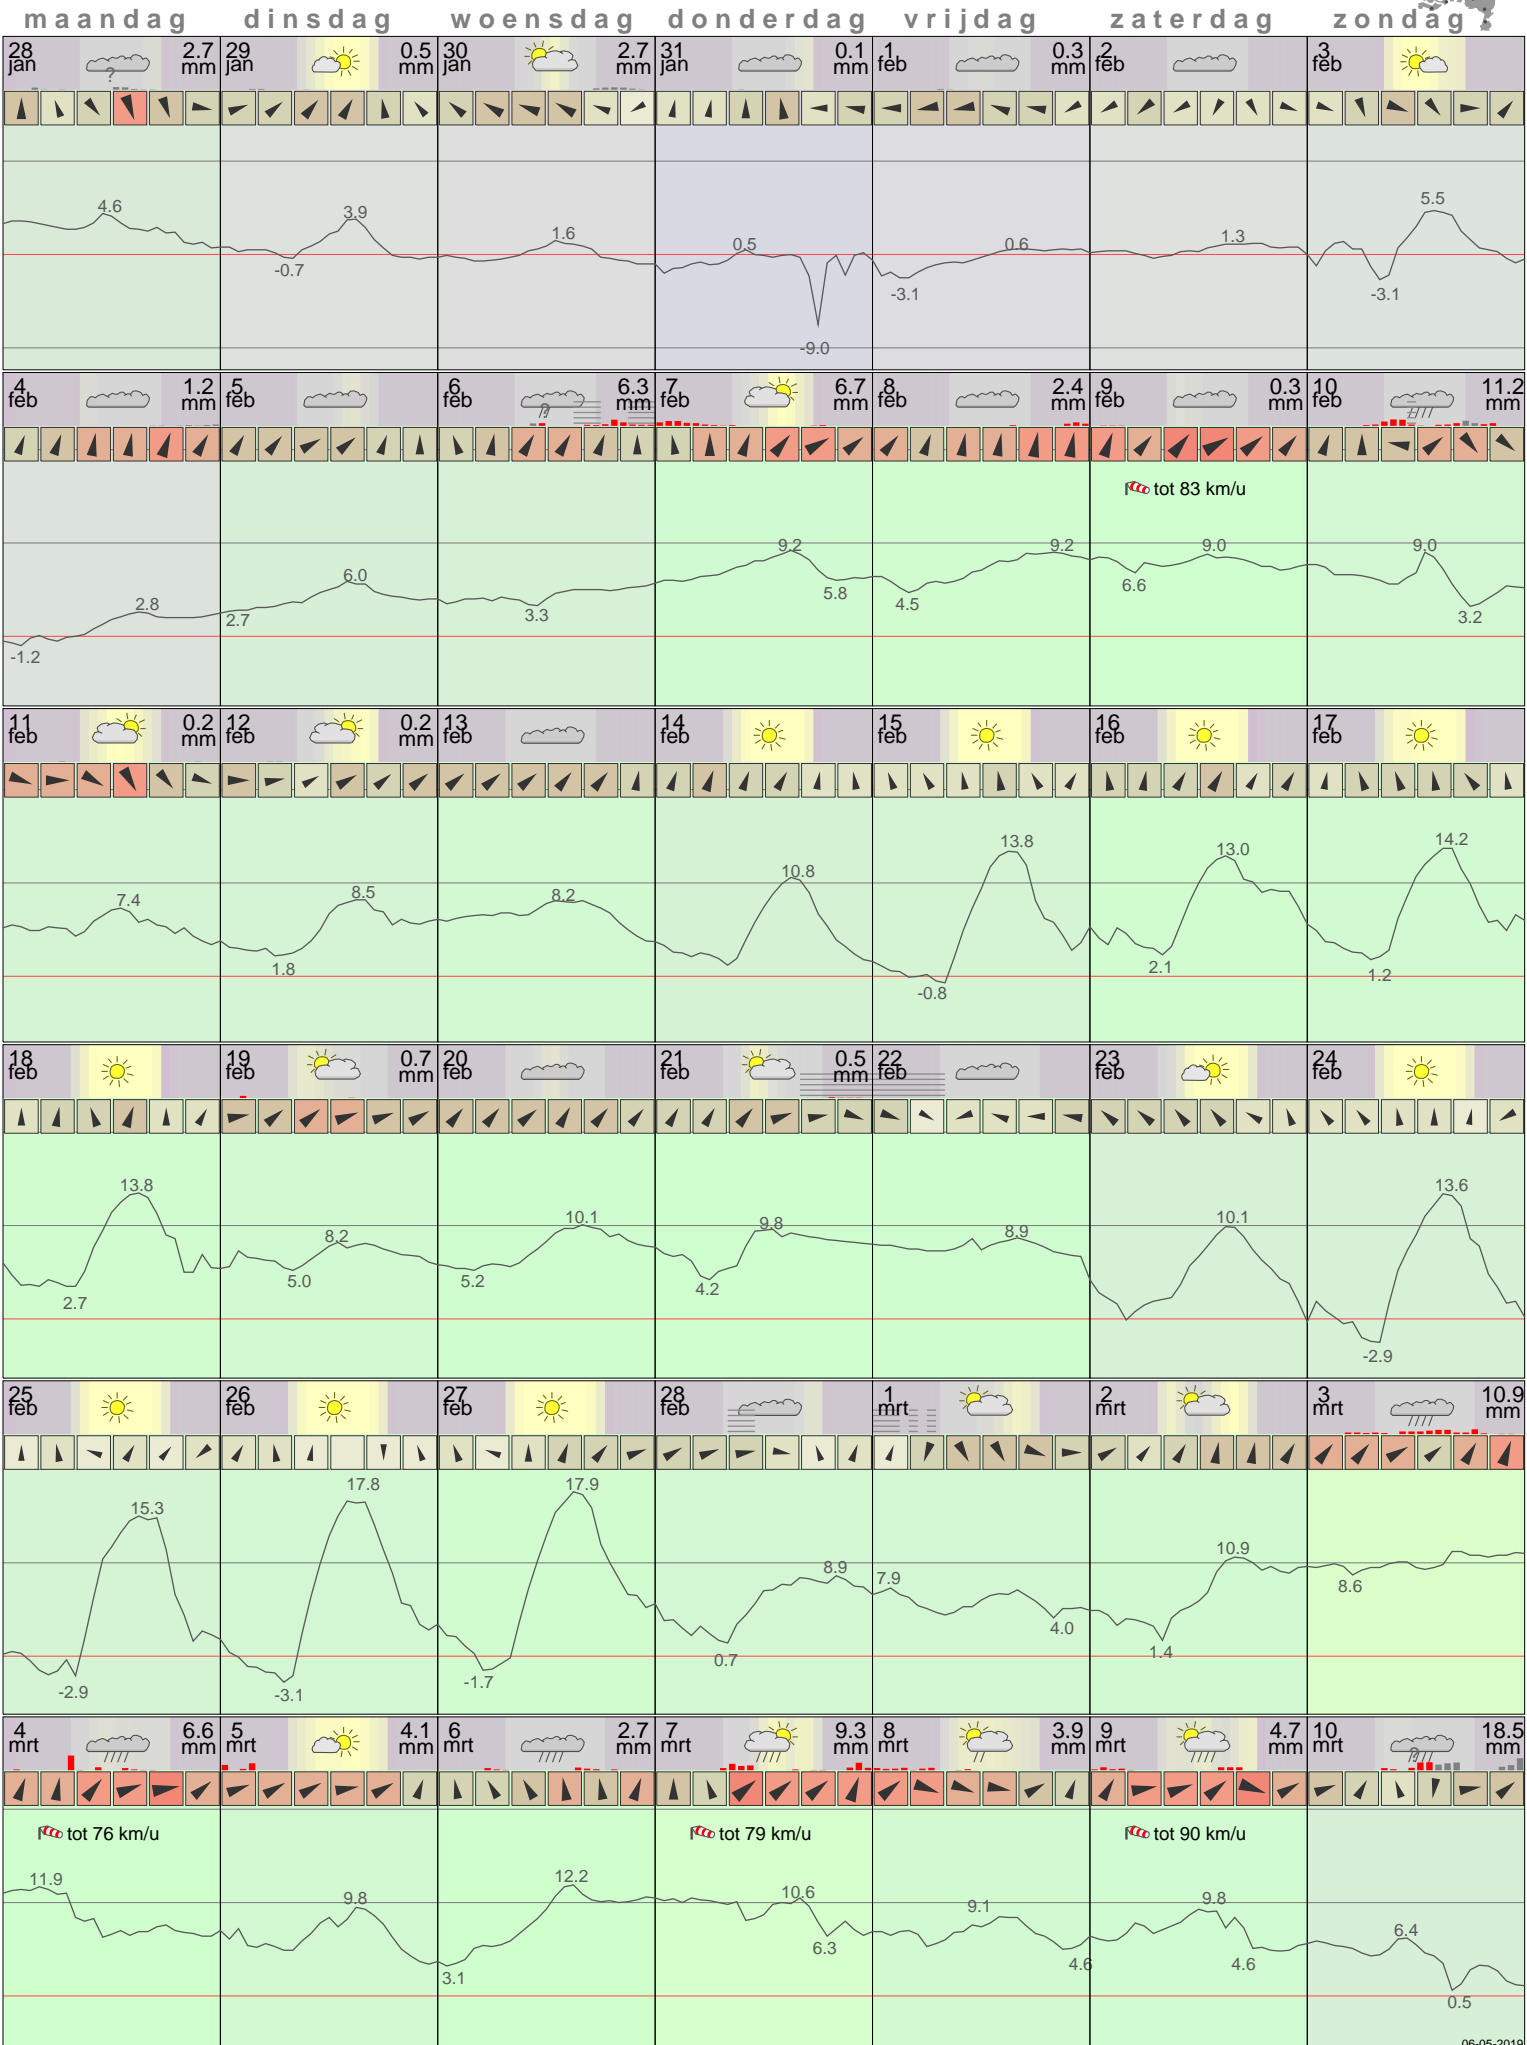 maandag dinsdag woensdag donderdag vrijdag zaterdag zondag
28 2.7 29 0.5 30 2.7 31 0.1 1 0.3 2 3
jan ? mm jan mm jan mm jan mm feb mm feb feb
4.6 -0.7 3.9 1.6 0.5 -9.0 -3.1 0.6 1.3 -3.1 5.5
4 1.2 5 6 6.3 7 6.7 8 2.4 9 0.3 10 11.2
feb mm feb feb ? mm feb mm feb mm feb mm feb mm
tot 83 km/u
-1.2 2.8 2.7 6.0 3.3 9.2 5.8 4.5 9.2 6.6 9.0 9.0 3.2
11 0.2 12 0.2 13 14 15 16 17
feb mm feb mm feb feb feb feb feb
7.4 1.8 8.5 8.2 10.8 -0.8 13.8 2.1 13.0 1.2 14.2
18 19 0.7 20 21 0.5 22 23 24
feb feb mm feb feb mm feb feb feb
2.7 13.8 5.0 8.2 5.2 10.1 4.2 9.8 8.9 10.1 -2.9 13.6
25 26 27 28 1 2 3 10.9
feb feb feb feb mrt mrt mrt mm
-2.9 15.3 -3.1 17.8 -1.7 17.9 0.7 8.9 7.9 4.0 1.4 10.9 8.6
4 6.6 5 4.1 6 2.7 7 9.3 8 3.9 9 4.7 10 18.5
mrt mm mrt mm mrt mm mrt mm mrt mm mrt mm mrt ? mm
tot 76 km/u tot 79 km/u tot 90 km/u
11.9 9.8 3.1 12.2 10.6 6.3 9.1 4.6 9.8 4.6 6.4 0.5
06-05-2019